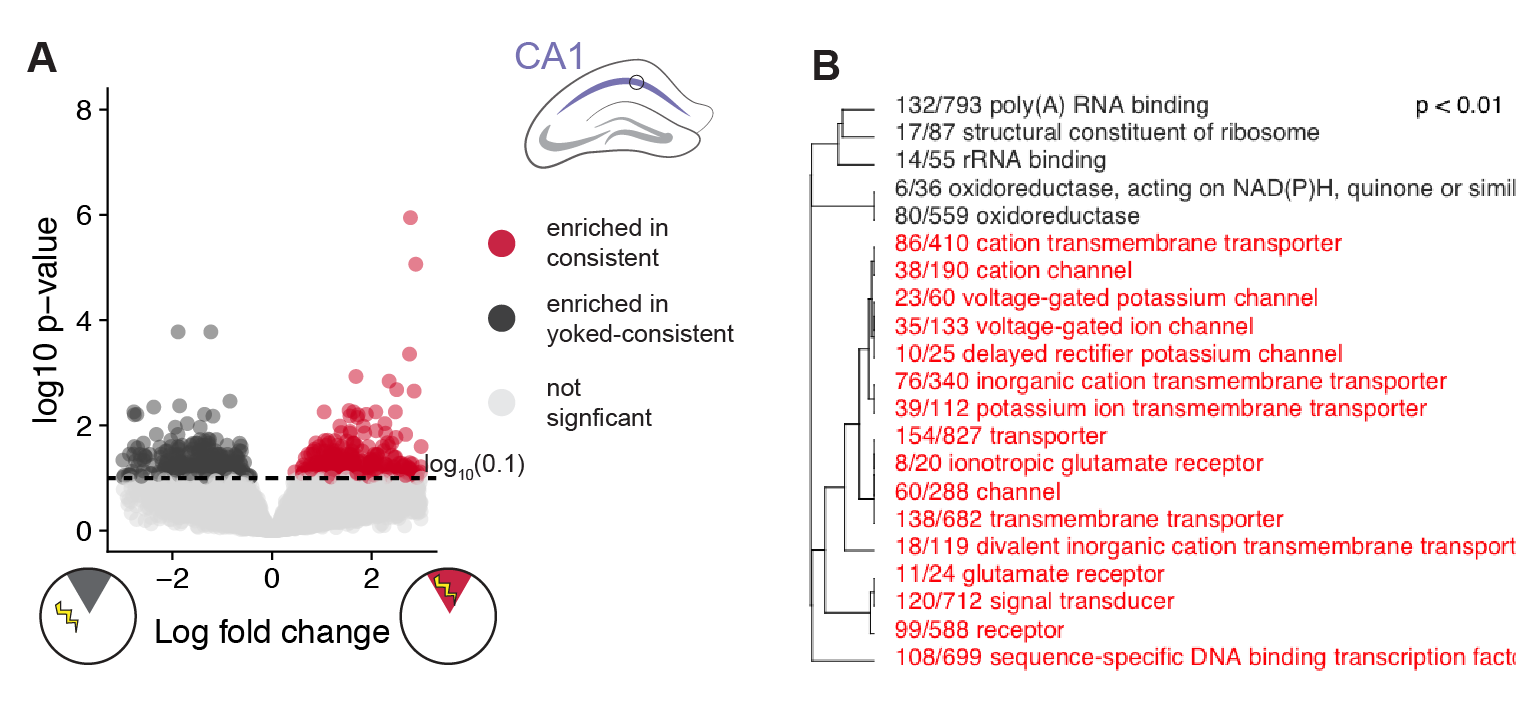 A
CA1
8
6
4
2
0
log10 p−value
log10(0.1)
−2
0
2
Log fold change
enriched in
consistent
enriched in
yoked-consistent
not
signficant
B
p < 0.01
132/793 poly(A) RNA binding
17/87 structural constituent of ribosome
14/55 rRNA binding
6/36 oxidoreductase, acting on NAD(P)H, quinone or simil
80/559 oxidoreductase
86/410 cation transmembrane transporter
38/190 cation channel
23/60 voltage-gated potassium channel
35/133 voltage-gated ion channel
10/25 delayed rectifier potassium channel
76/340 inorganic cation transmembrane transporter
39/112 potassium ion transmembrane transporter
154/827 transporter
8/20 ionotropic glutamate receptor
60/288 channel
138/682 transmembrane transporter
18/119 divalent inorganic cation transmembrane transport
11/24 glutamate receptor
120/712 signal transducer
99/588 receptor
108/699 sequence-specific DNA binding transcription fact